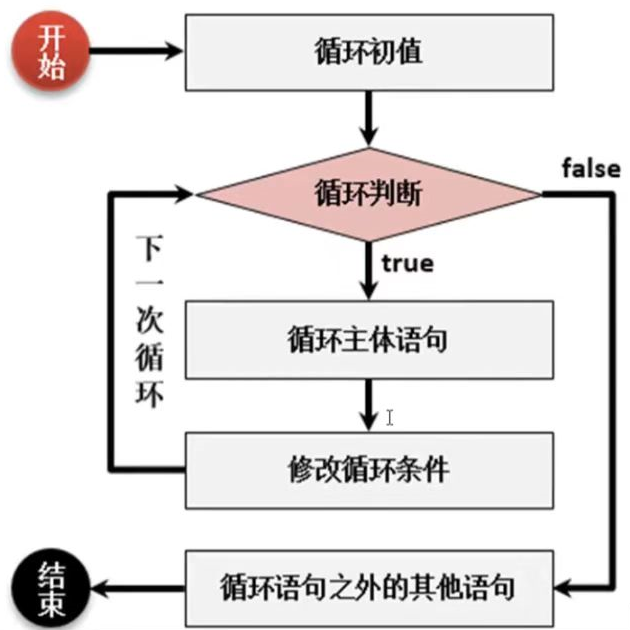 开始
循环初值
循环判断
false
true
下一次循环
循环主体语句
修改循环条件
循环语句之外的其他语句
结束